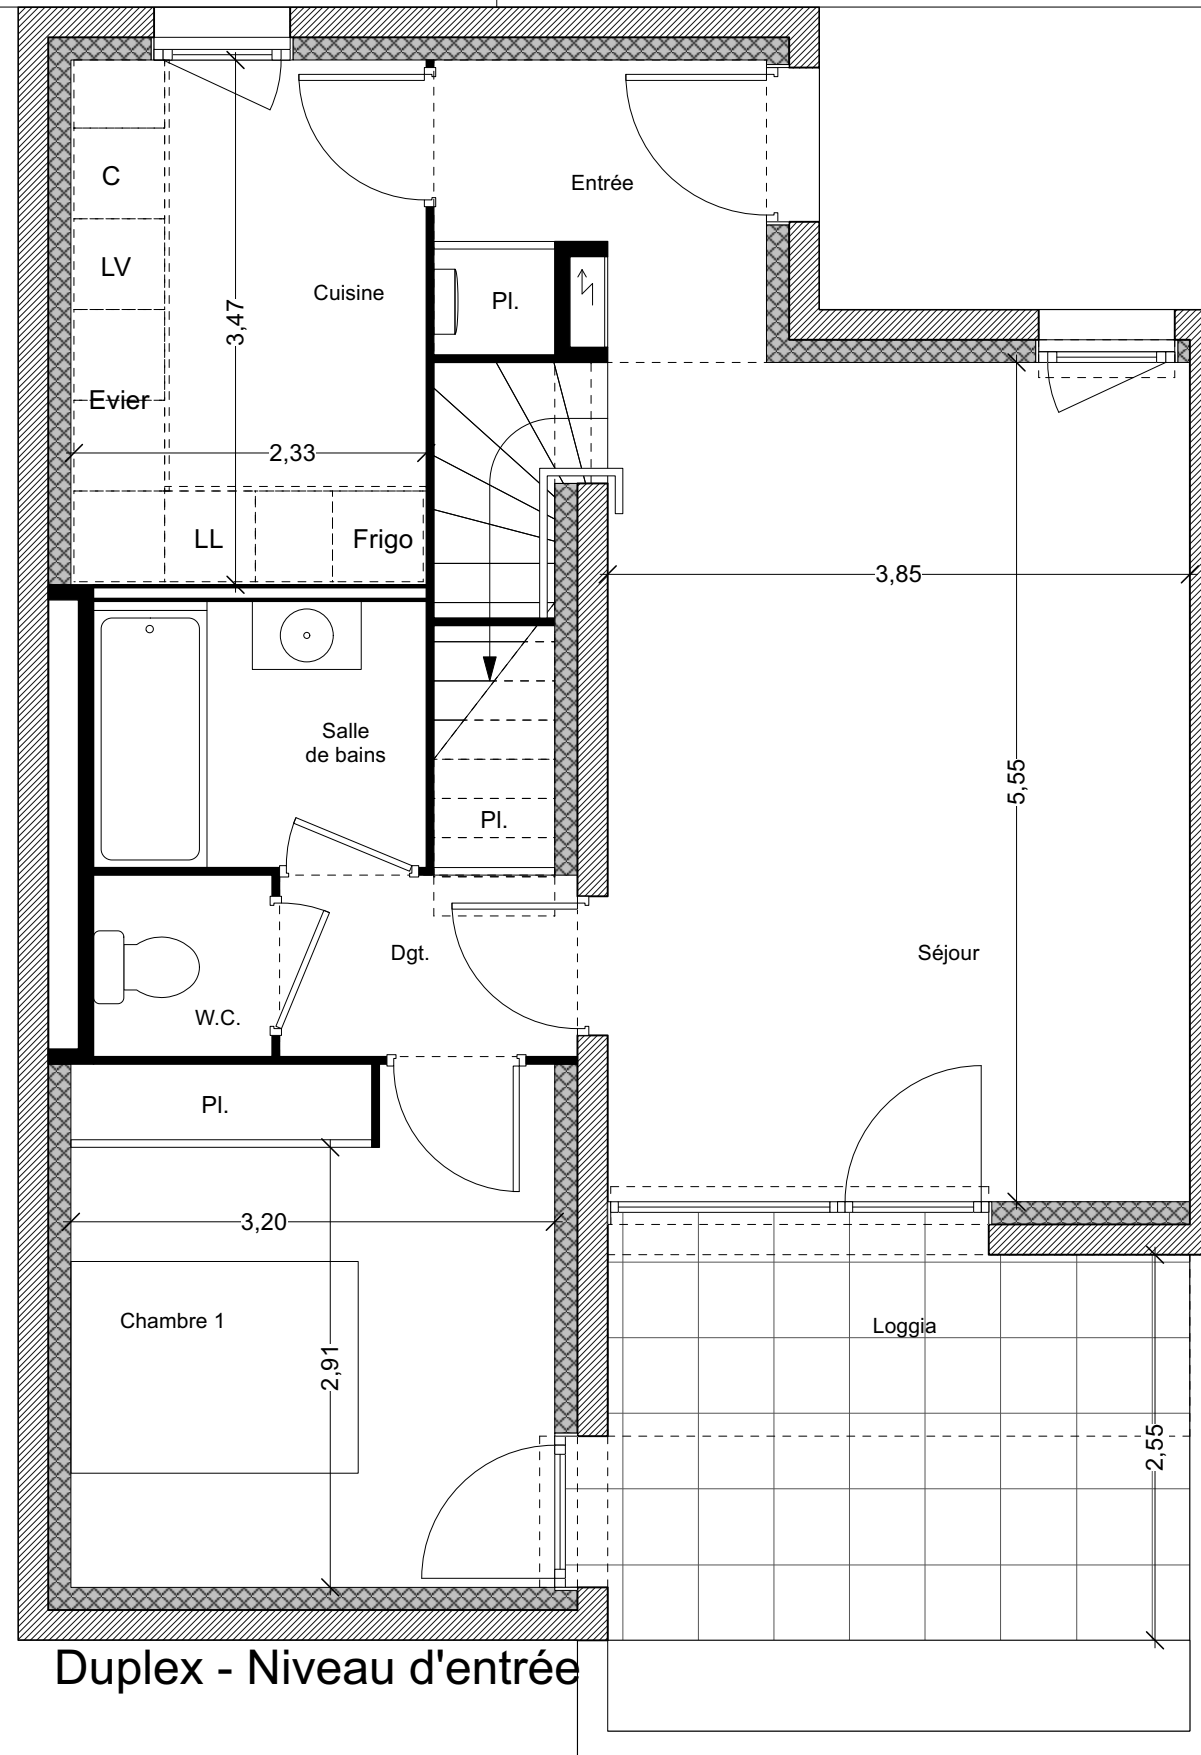 C
Entrée
LV
Cuisine
Pl.
3,47
Evier
2,33
LL
Frigo
3,85
Salle
de bains
5,55
Pl.
Dgt.
Séjour
W.C.
Pl.
3,20
Chambre 1
Loggia
2,91
2,55
Duplex - Niveau d'entrée